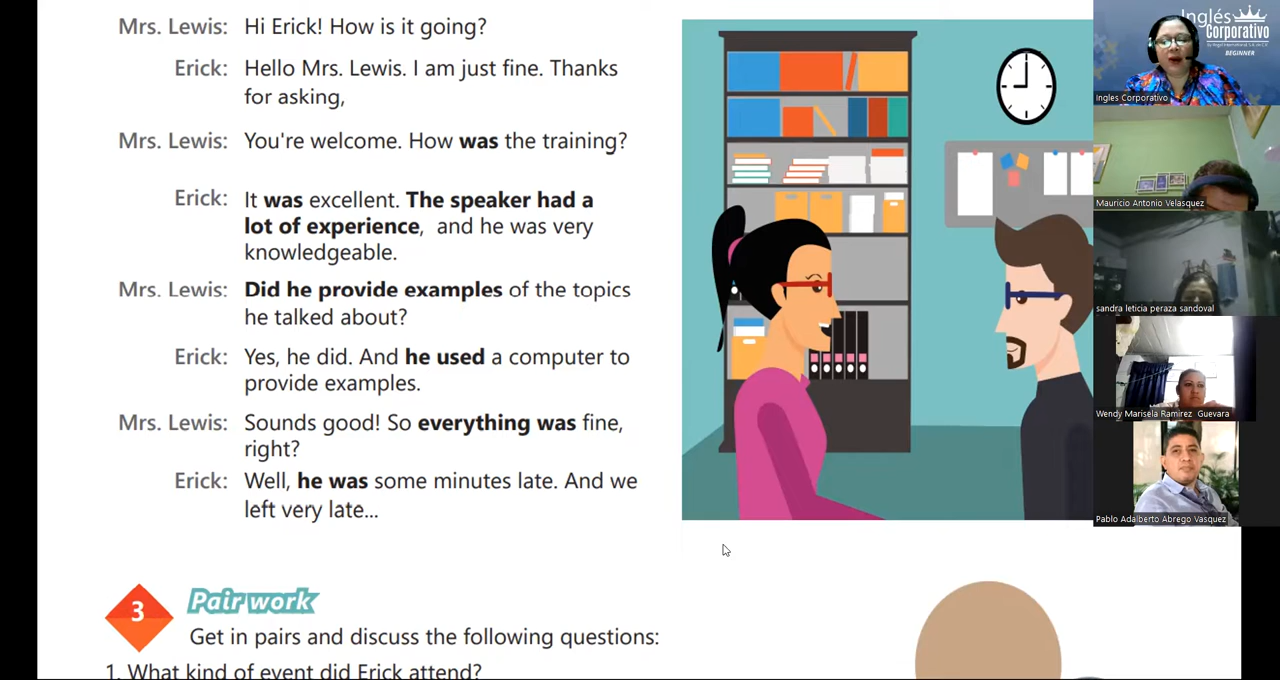 Mrs. Lewis: Hi Erick! How is it going?
Erick: Hello Mrs. Lewis. I am just fine. Thanks
for asking,
Mrs. Lewis: You're welcome. How was the training?
Erick: It was excellent. The speaker had a
lot of experience, and he was very
knowledgeable.
Mrs. Lewis: Did he provide examples of the topics
he talked about?
Erick: Yes, he did. And he used a computer to
provide examples.
Mrs. Lewis: Sounds good! So everything was fine,
right?
Erick: Well, he was some minutes late. And we
left very late...
3 Pair work
Get in pairs and discuss the following questions:
1. What kind of event did Erick attend?
Inglés
Corporativo
BEGINNER
Ingles Corporativo
Mauricio Antonio Velasquez
sandra leticia peraza sandoval
Wendy Marisela Ramirez Guevara
Pablo Adalberto Abrego Vasquez